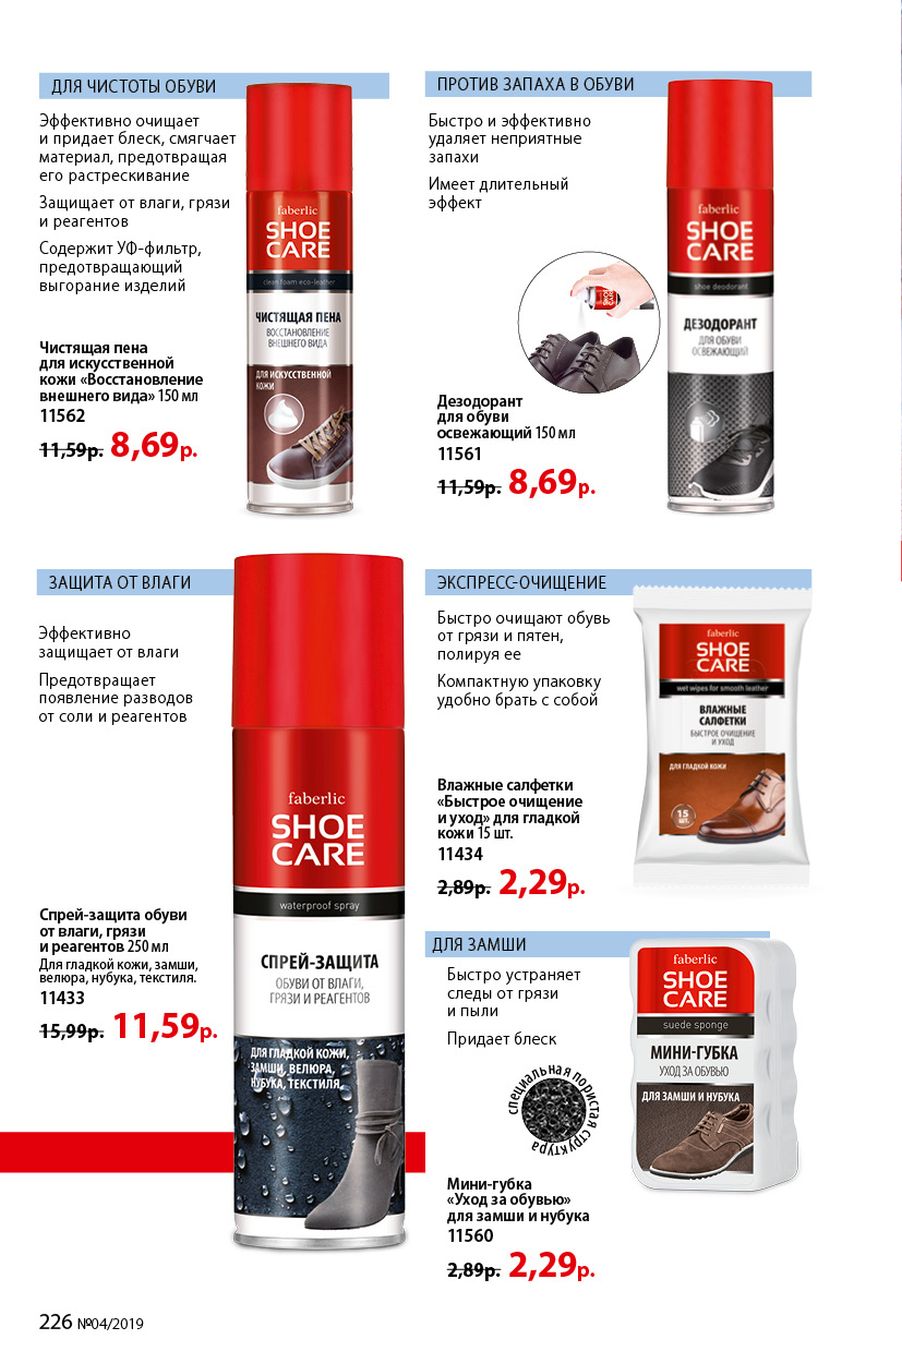 ДЛЯ ЧИСТОТЫ ОБУВИ
Эффективно очищает
и придает блеск, смягчает
материал, предотвращая
его растрескивание
Защищает от влаги, грязи
и реагентов
Содержит УФ-фильтр,
предотвращающий
выгорание изделий
Чистящая пена
для искусственной
кожи «Восстановление
внешнего вида» 150 мл
11562
11,59р. 8,69р.
faberlic
SHOE
CARE
clean foam eco-leather
ЧИСТЯЩАЯ ПЕНА
ВОССТАНОВЛЕНИЕ
ВНЕШНЕГО ВИДА
ДЛЯ ИСКУССТВЕННОЙ
КОЖИ
ПРОТИВ ЗАПАХА В ОБУВИ
Быстро и эффективно
удаляет неприятные
запахи
Имеет длительный
эффект
SHOE
CARE
Дезодорант
для обуви
освежающий 150 мл
11561
11,59р. 8,69р.
faberlic
SHOE
CARE
shoe deodorant
ДЕЗОДОРАНТ
ДЛЯ ОБУВИ
ОСВЕЖАЮЩИЙ
ЗАЩИТА ОТ ВЛАГИ
Эффективно
защищает от влаги
Предотвращает
появление разводов
от соли и реагентов
Спрей-защита обуви
от влаги, грязи
и реагентов 250 мл
Для гладкой кожи, замши,
велюра, нубука, текстиля.
11433
15,99р. 11,59р.
faberlic
SHOE
CARE
waterproof spray
СПРЕЙ-ЗАЩИТА
ОБУВИ ОТ ВЛАГИ,
ГРЯЗИ И РЕАГЕНТОВ
ДЛЯ ГЛАДКОЙ КОЖИ,
ЗАМШИ, ВЕЛЮРА,
НУБУКА, ТЕКСТИЛЯ.
ЭКСПРЕСС-ОЧИЩЕНИЕ
Быстро очищают обувь
от грязи и пятен,
полируя ее
Компактную упаковку
удобно брать с собой
Влажные салфетки
«Быстрое очищение
и уход» для гладкой
кожи 15 шт.
11434
2,89р. 2,29р.
faberlic
SHOE
CARE
wet wipes for smooth leather
ВЛАЖНЫЕ
САЛФЕТКИ
БЫСТРОЕ ОЧИЩЕНИЕ
И УХОД
ДЛЯ ГЛАДКОЙ КОЖИ
15
ШТ.
ДЛЯ ЗАМШИ
Быстро устраняет
следы от грязи
и пыли
Придает блеск
специальная пористая структура
Мини-губка
«Уход за обувью»
для замши и нубука
11560
2,89р. 2,29р.
faberlic
SHOE
CARE
suede sponge
МИНИ-ГУБКА
УХОД ЗА ОБУВЬЮ
ДЛЯ ЗАМШИ И НУБУКА
226 №04/2019